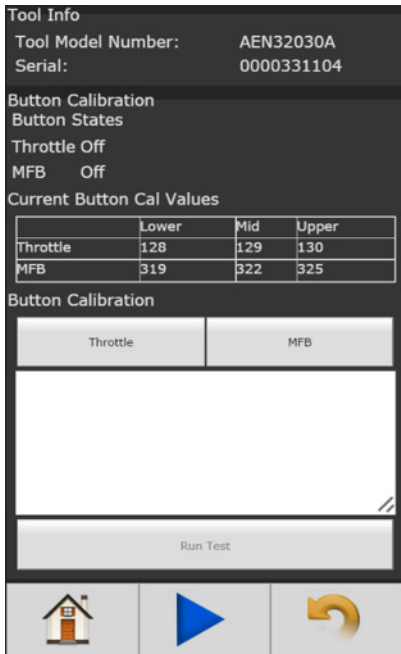 Tool Info
Tool Model Number: AEN32030A
Serial: 0000331104
Button Calibration
Button States
Throttle Off
MFB Off
Current Button Cal Values
Lower Mid Upper
Throttle 128 129 130
MFB 319 322 325
Button Calibration
Throttle MFB
Run Test